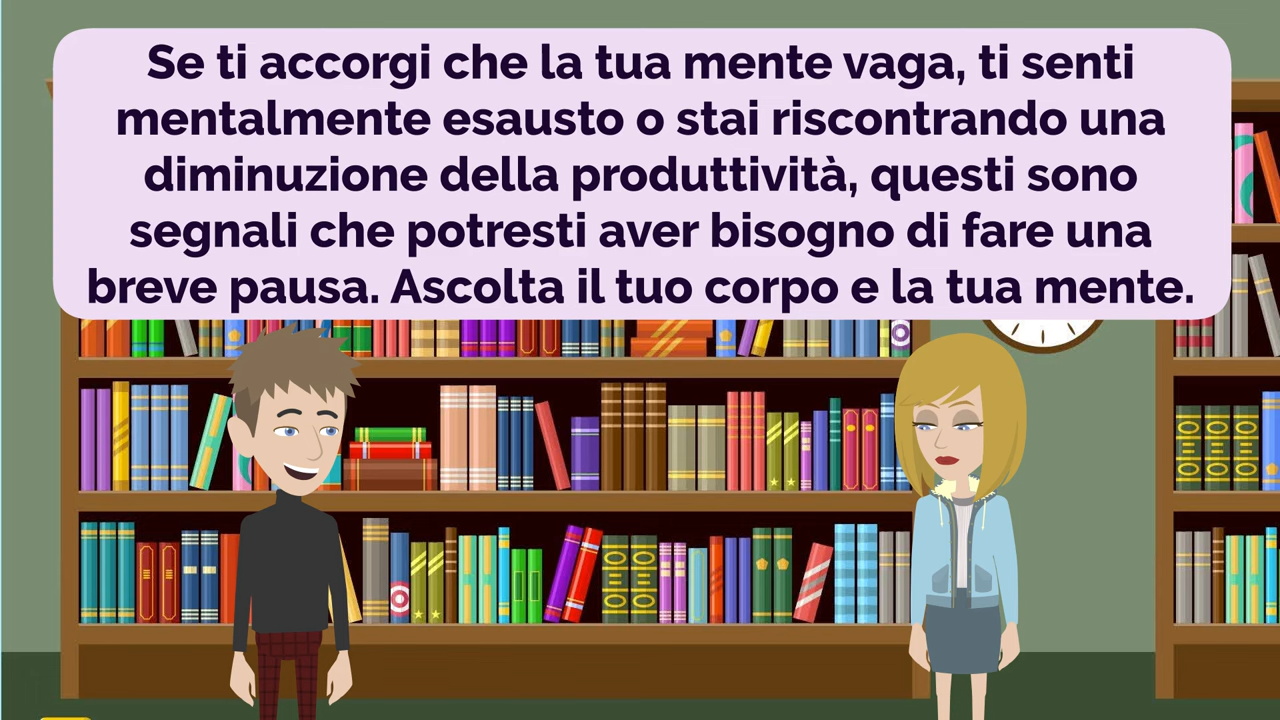 Se ti accorgi che la tua mente vaga, ti senti
mentalmente esausto o stai riscontrando una
diminuzione della produttività, questi sono
segnali che potresti aver bisogno di fare una
breve pausa. Ascolta il tuo corpo e la tua mente.